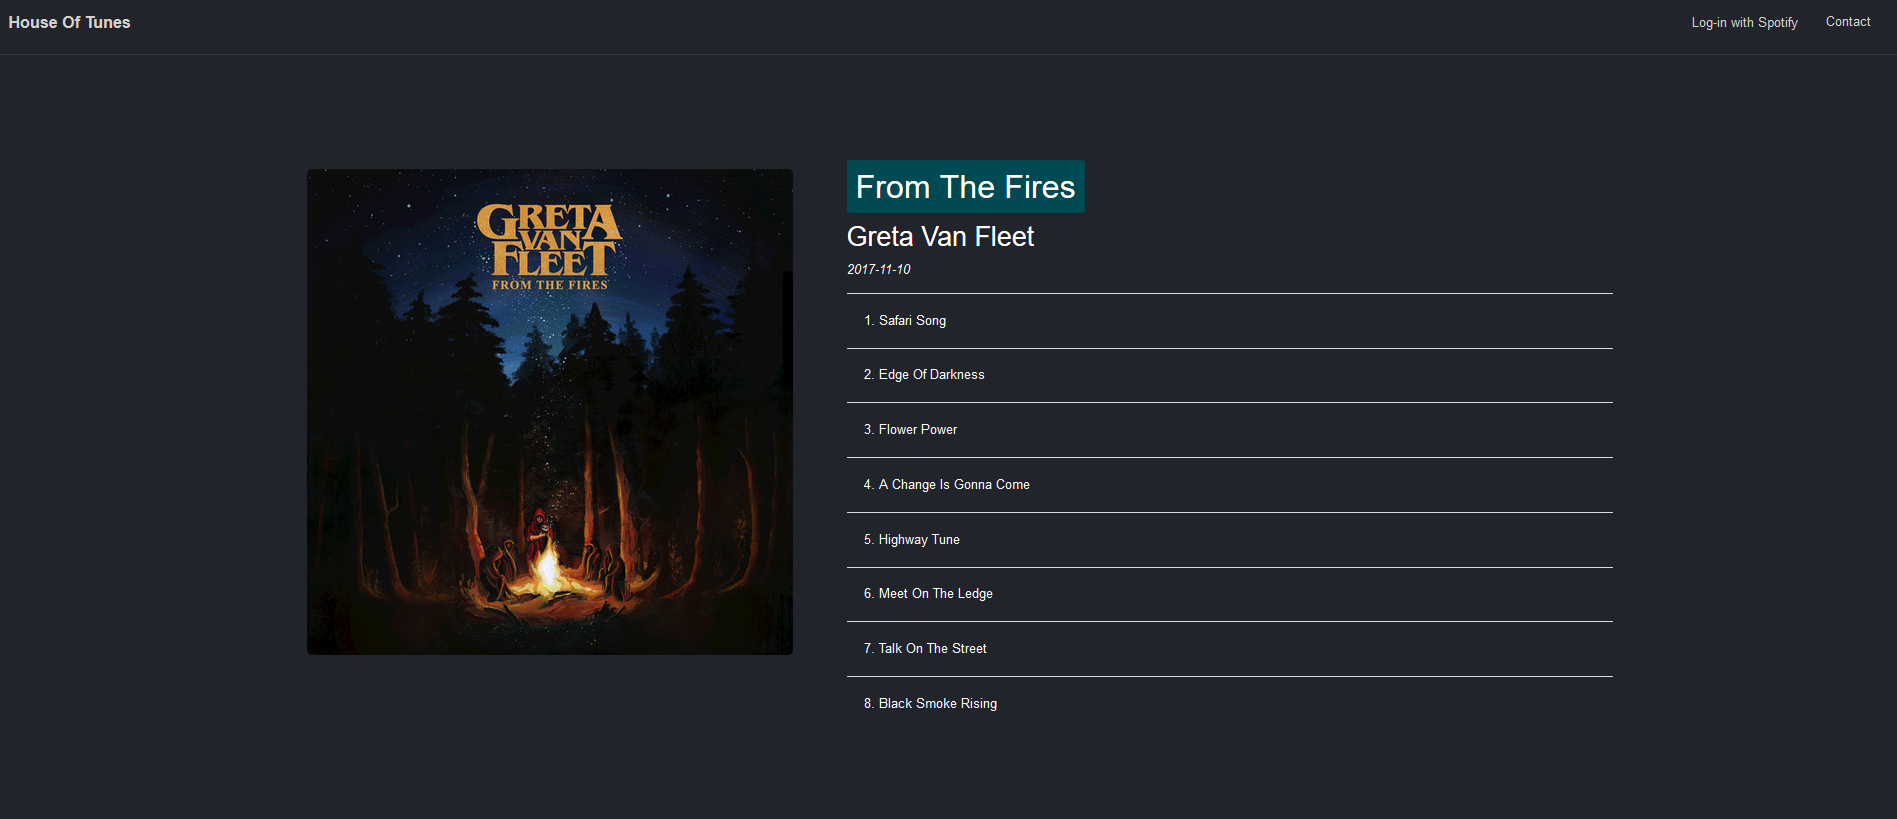 House Of Tunes
Log-in with Spotify
Contact
GRETA
VAN
FLEET
FROM THE FIRES
From The Fires
Greta Van Fleet
2017-11-10
1. Safari Song
2. Edge Of Darkness
3. Flower Power
4. A Change Is Gonna Come
5. Highway Tune
6. Meet On The Ledge
7. Talk On The Street
8. Black Smoke Rising